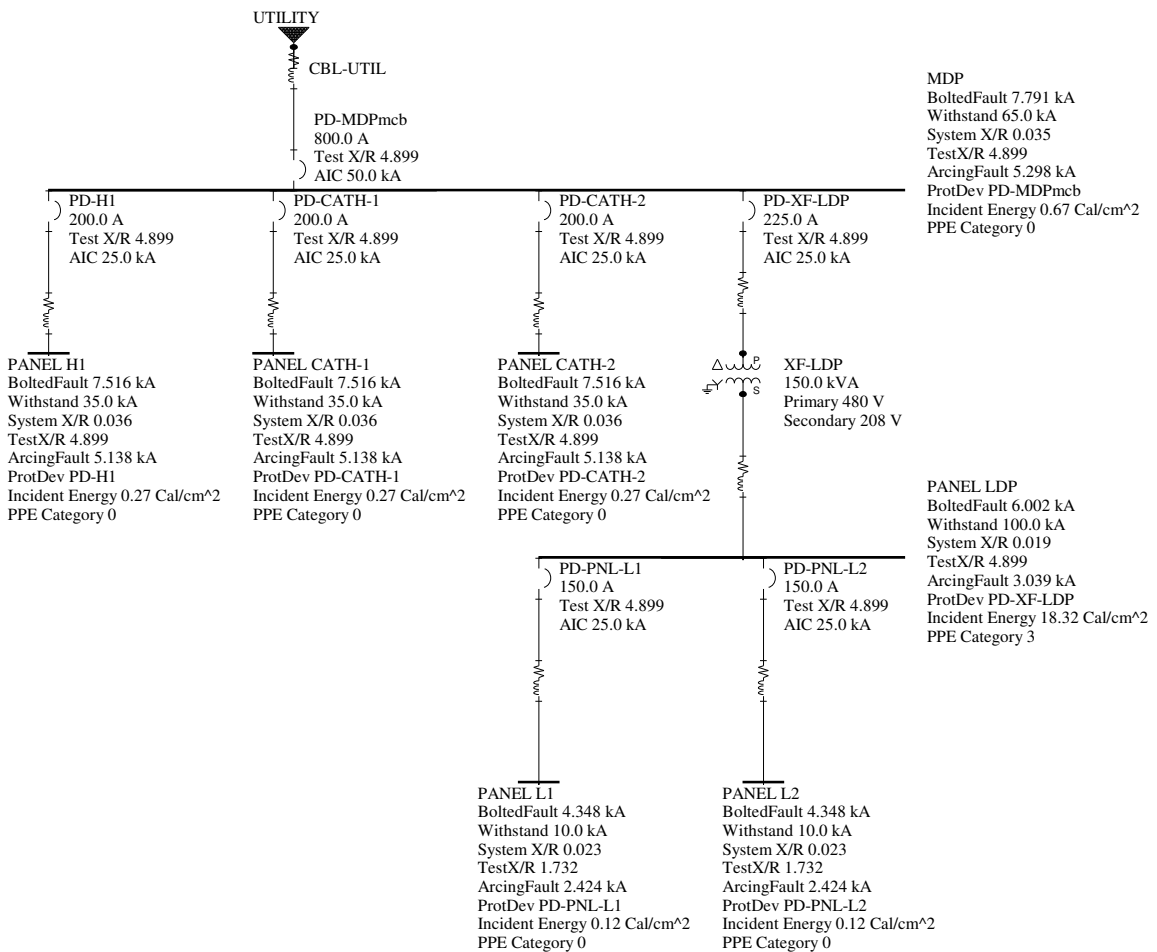 UTILITY
CBL-UTIL
PD-MDPmcb
800.0 A
Test X/R 4.899
AIC 50.0 kA
MDP
BoltedFault 7.791 kA
Withstand 65.0 kA
System X/R 0.035
TestX/R 4.899
ArcingFault 5.298 kA
ProtDev PD-MDPmcb
Incident Energy 0.67 Cal/cm^2
PPE Category 0
PD-H1
200.0 A
Test X/R 4.899
AIC 25.0 kA
PD-CATH-1
200.0 A
Test X/R 4.899
AIC 25.0 kA
PD-CATH-2
200.0 A
Test X/R 4.899
AIC 25.0 kA
PD-XF-LDP
225.0 A
Test X/R 4.899
AIC 25.0 kA
PANEL H1
BoltedFault 7.516 kA
Withstand 35.0 kA
System X/R 0.036
TestX/R 4.899
ArcingFault 5.138 kA
ProtDev PD-H1
Incident Energy 0.27 Cal/cm^2
PPE Category 0
PANEL CATH-1
BoltedFault 7.516 kA
Withstand 35.0 kA
System X/R 0.036
TestX/R 4.899
ArcingFault 5.138 kA
ProtDev PD-CATH-1
Incident Energy 0.27 Cal/cm^2
PPE Category 0
PANEL CATH-2
BoltedFault 7.516 kA
Withstand 35.0 kA
System X/R 0.036
TestX/R 4.899
ArcingFault 5.138 kA
ProtDev PD-CATH-2
Incident Energy 0.27 Cal/cm^2
PPE Category 0
P
S
XF-LDP
150.0 kVA
Primary 480 V
Secondary 208 V
PANEL LDP
BoltedFault 6.002 kA
Withstand 100.0 kA
System X/R 0.019
TestX/R 4.899
ArcingFault 3.039 kA
ProtDev PD-XF-LDP
Incident Energy 18.32 Cal/cm^2
PPE Category 3
PD-PNL-L1
150.0 A
Test X/R 4.899
AIC 25.0 kA
PD-PNL-L2
150.0 A
Test X/R 4.899
AIC 25.0 kA
PANEL L1
BoltedFault 4.348 kA
Withstand 10.0 kA
System X/R 0.023
TestX/R 1.732
ArcingFault 2.424 kA
ProtDev PD-PNL-L1
Incident Energy 0.12 Cal/cm^2
PPE Category 0
PANEL L2
BoltedFault 4.348 kA
Withstand 10.0 kA
System X/R 0.023
TestX/R 1.732
ArcingFault 2.424 kA
ProtDev PD-PNL-L2
Incident Energy 0.12 Cal/cm^2
PPE Category 0